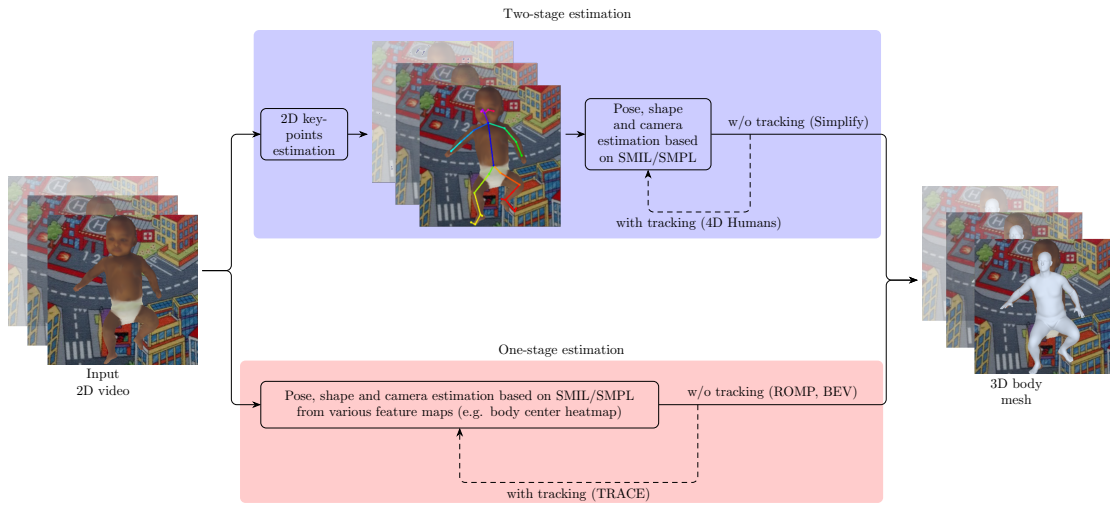 Two-stage estimation
2D key-
points
estimation
Pose, shape
and camera
estimation based
on SMIL/SMPL
w/o tracking (Simplify)
with tracking (4D Humans)
Input
2D video
One-stage estimation
Pose, shape and camera estimation based on SMIL/SMPL
from various feature maps (e.g. body center heatmap)
w/o tracking (ROMP, BEV)
with tracking (TRACE)
3D body
mesh